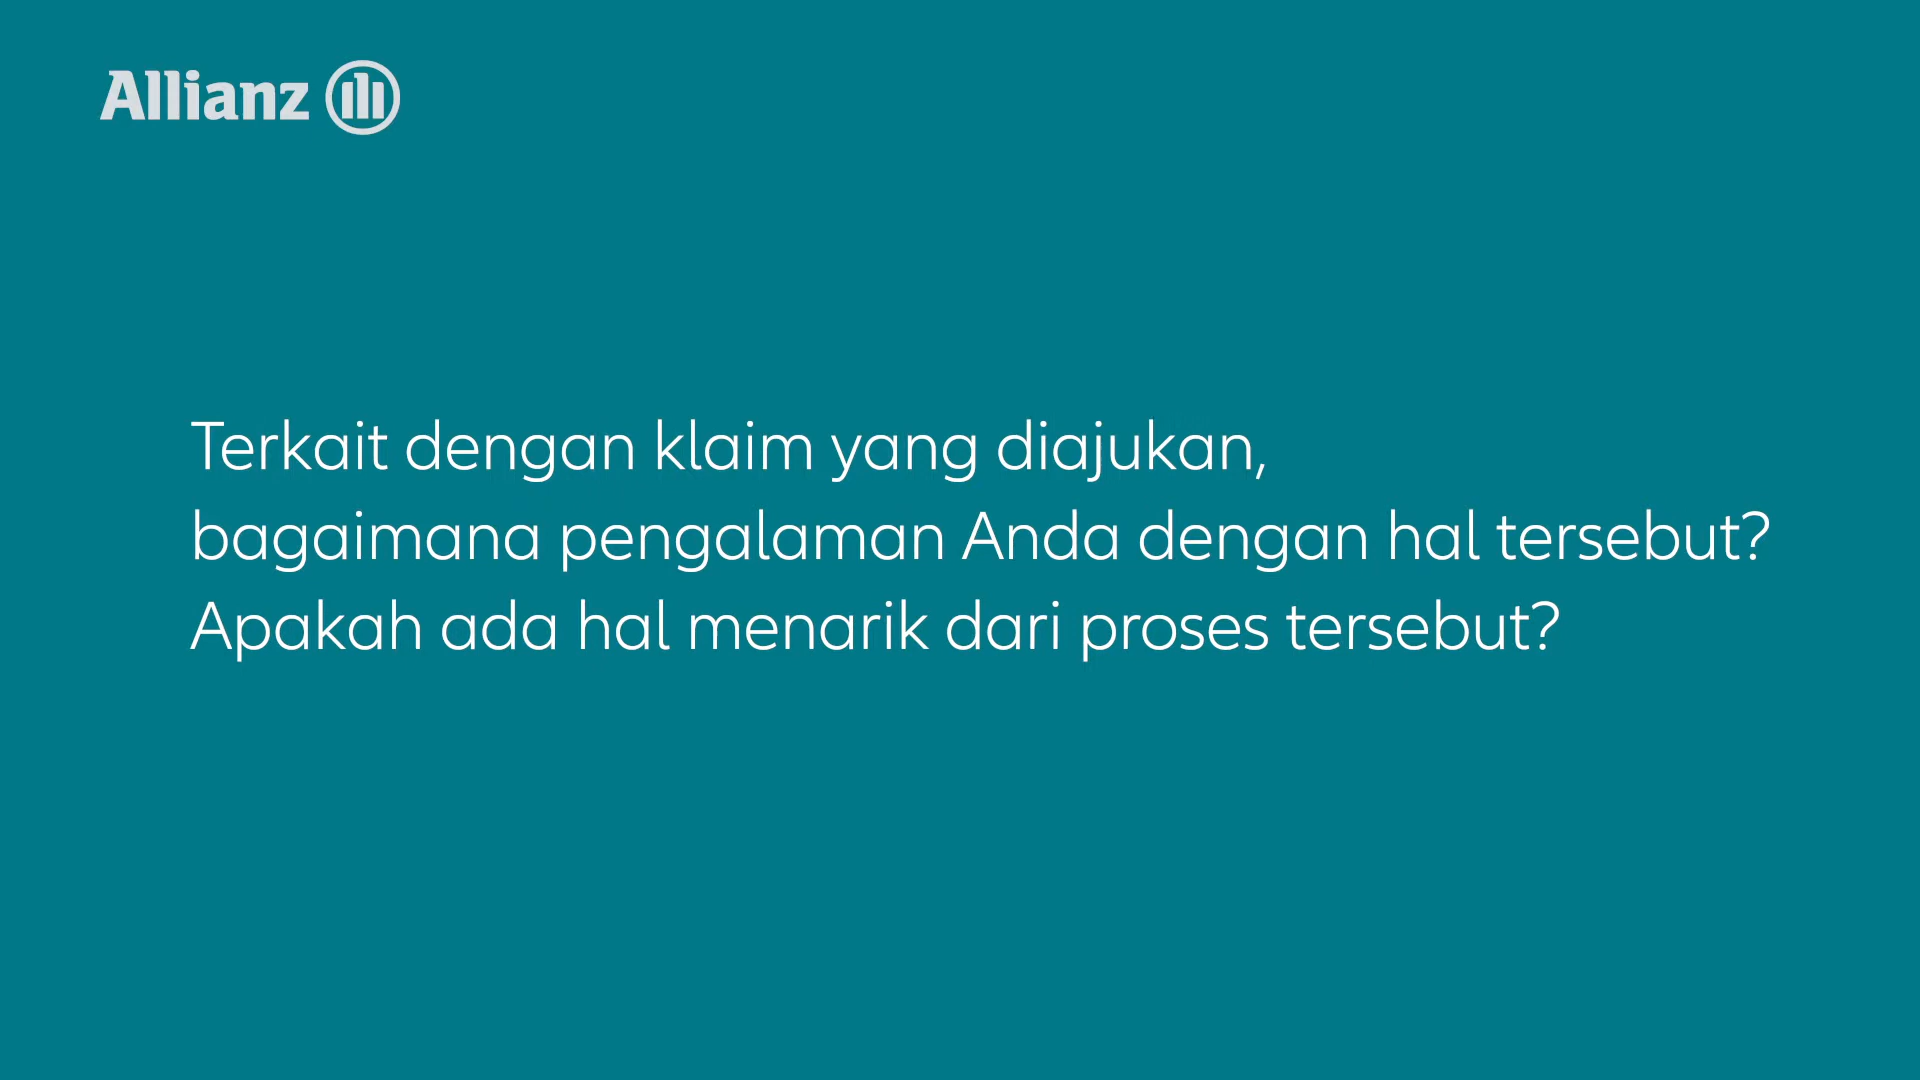 Allianz
Terkait dengan klaim yang diajukan,
bagaimana pengalaman Anda dengan hal tersebut?
Apakah ada hal menarik dari proses tersebut?